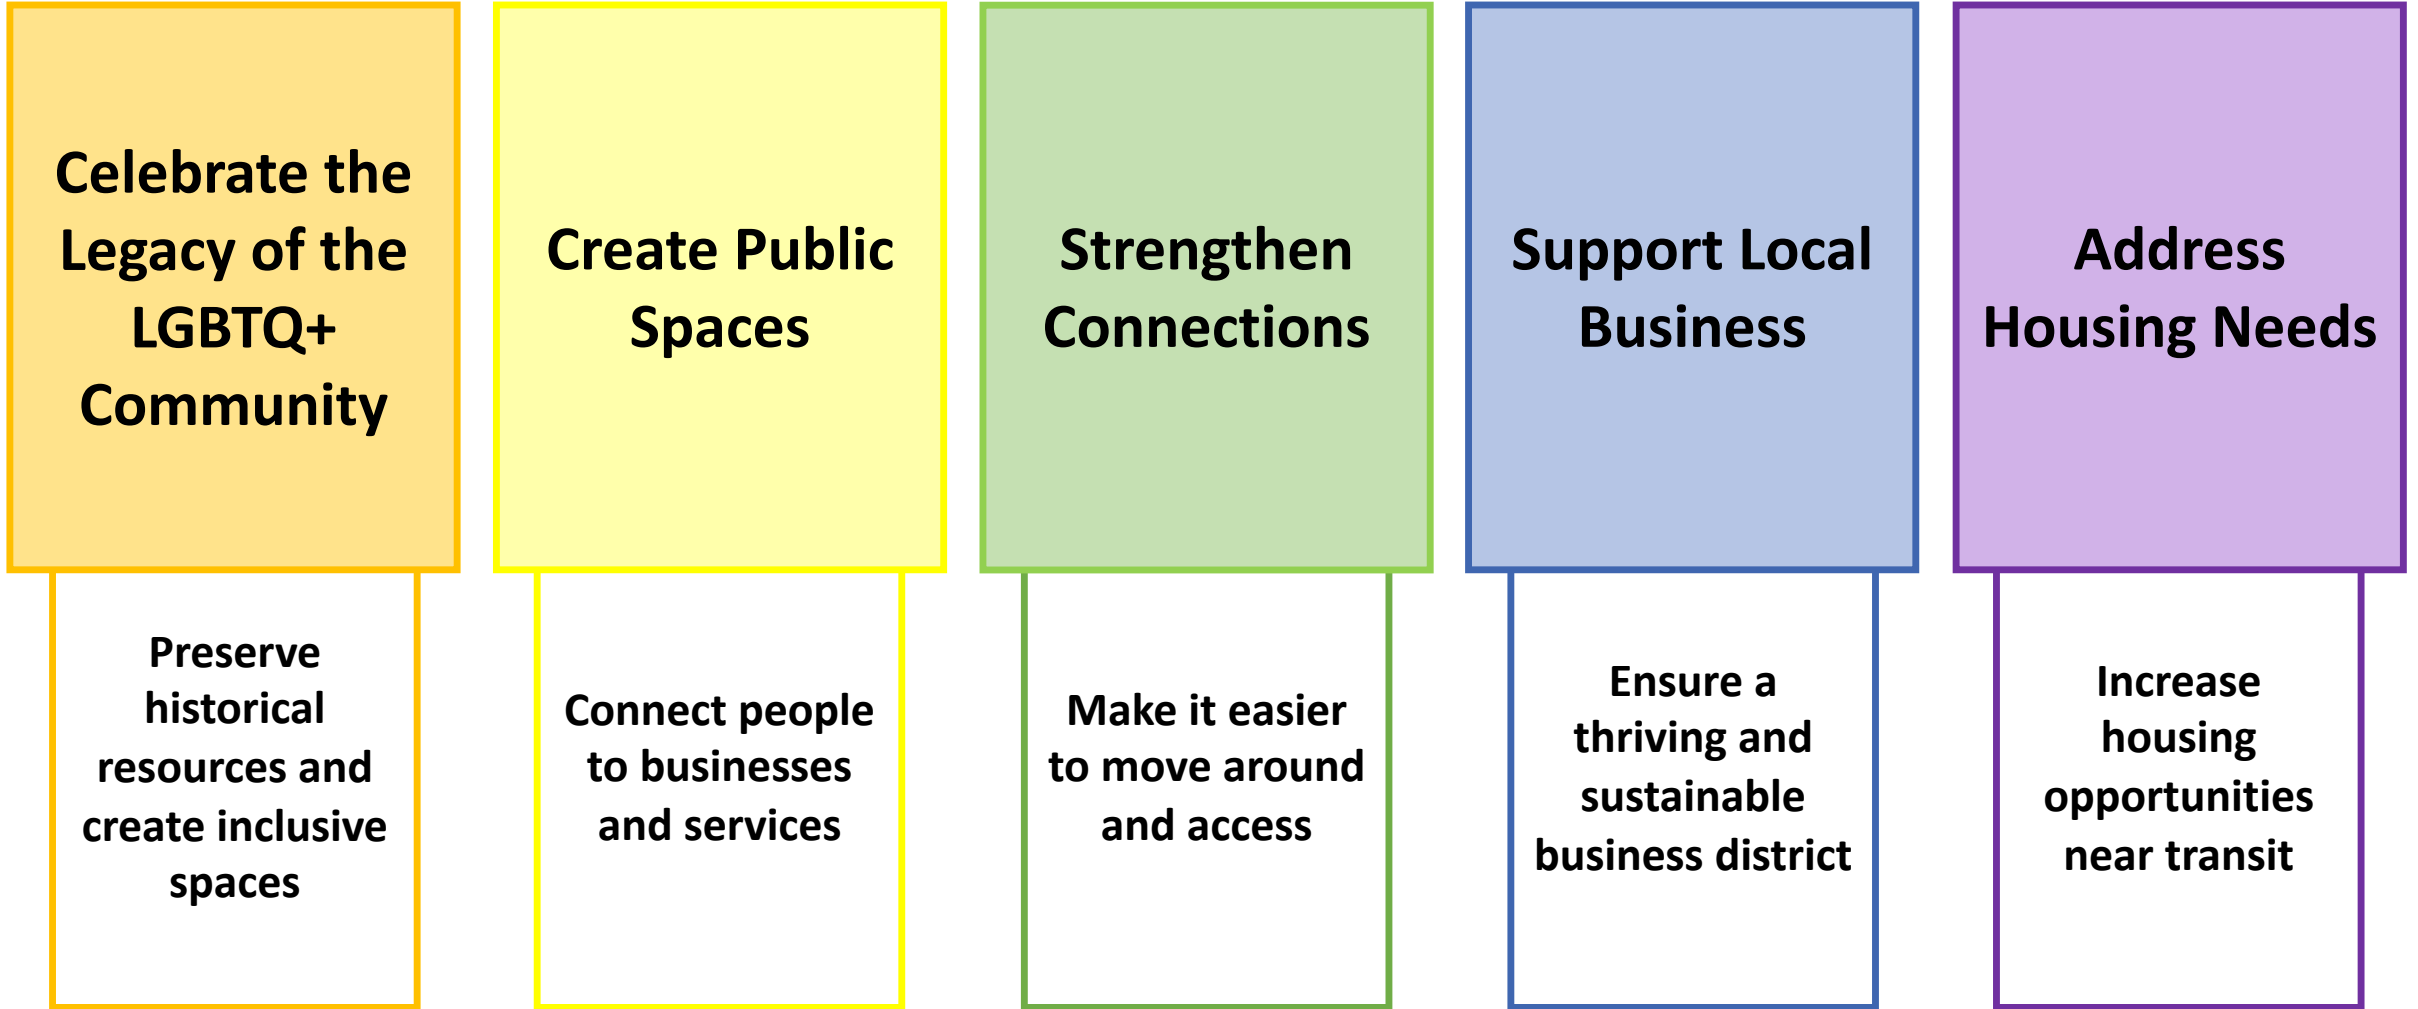 Celebrate the
Legacy of the
LGBTQ+
Community
Preserve
historical
resources and
create inclusive
spaces
Create Public
Spaces
Connect people
to businesses
and services
Strengthen
Connections
Make it easier
to move around
and access
Support Local
Business
Ensure a
thriving and
sustainable
business district
Address
Housing Needs
Increase
housing
opportunities
near transit